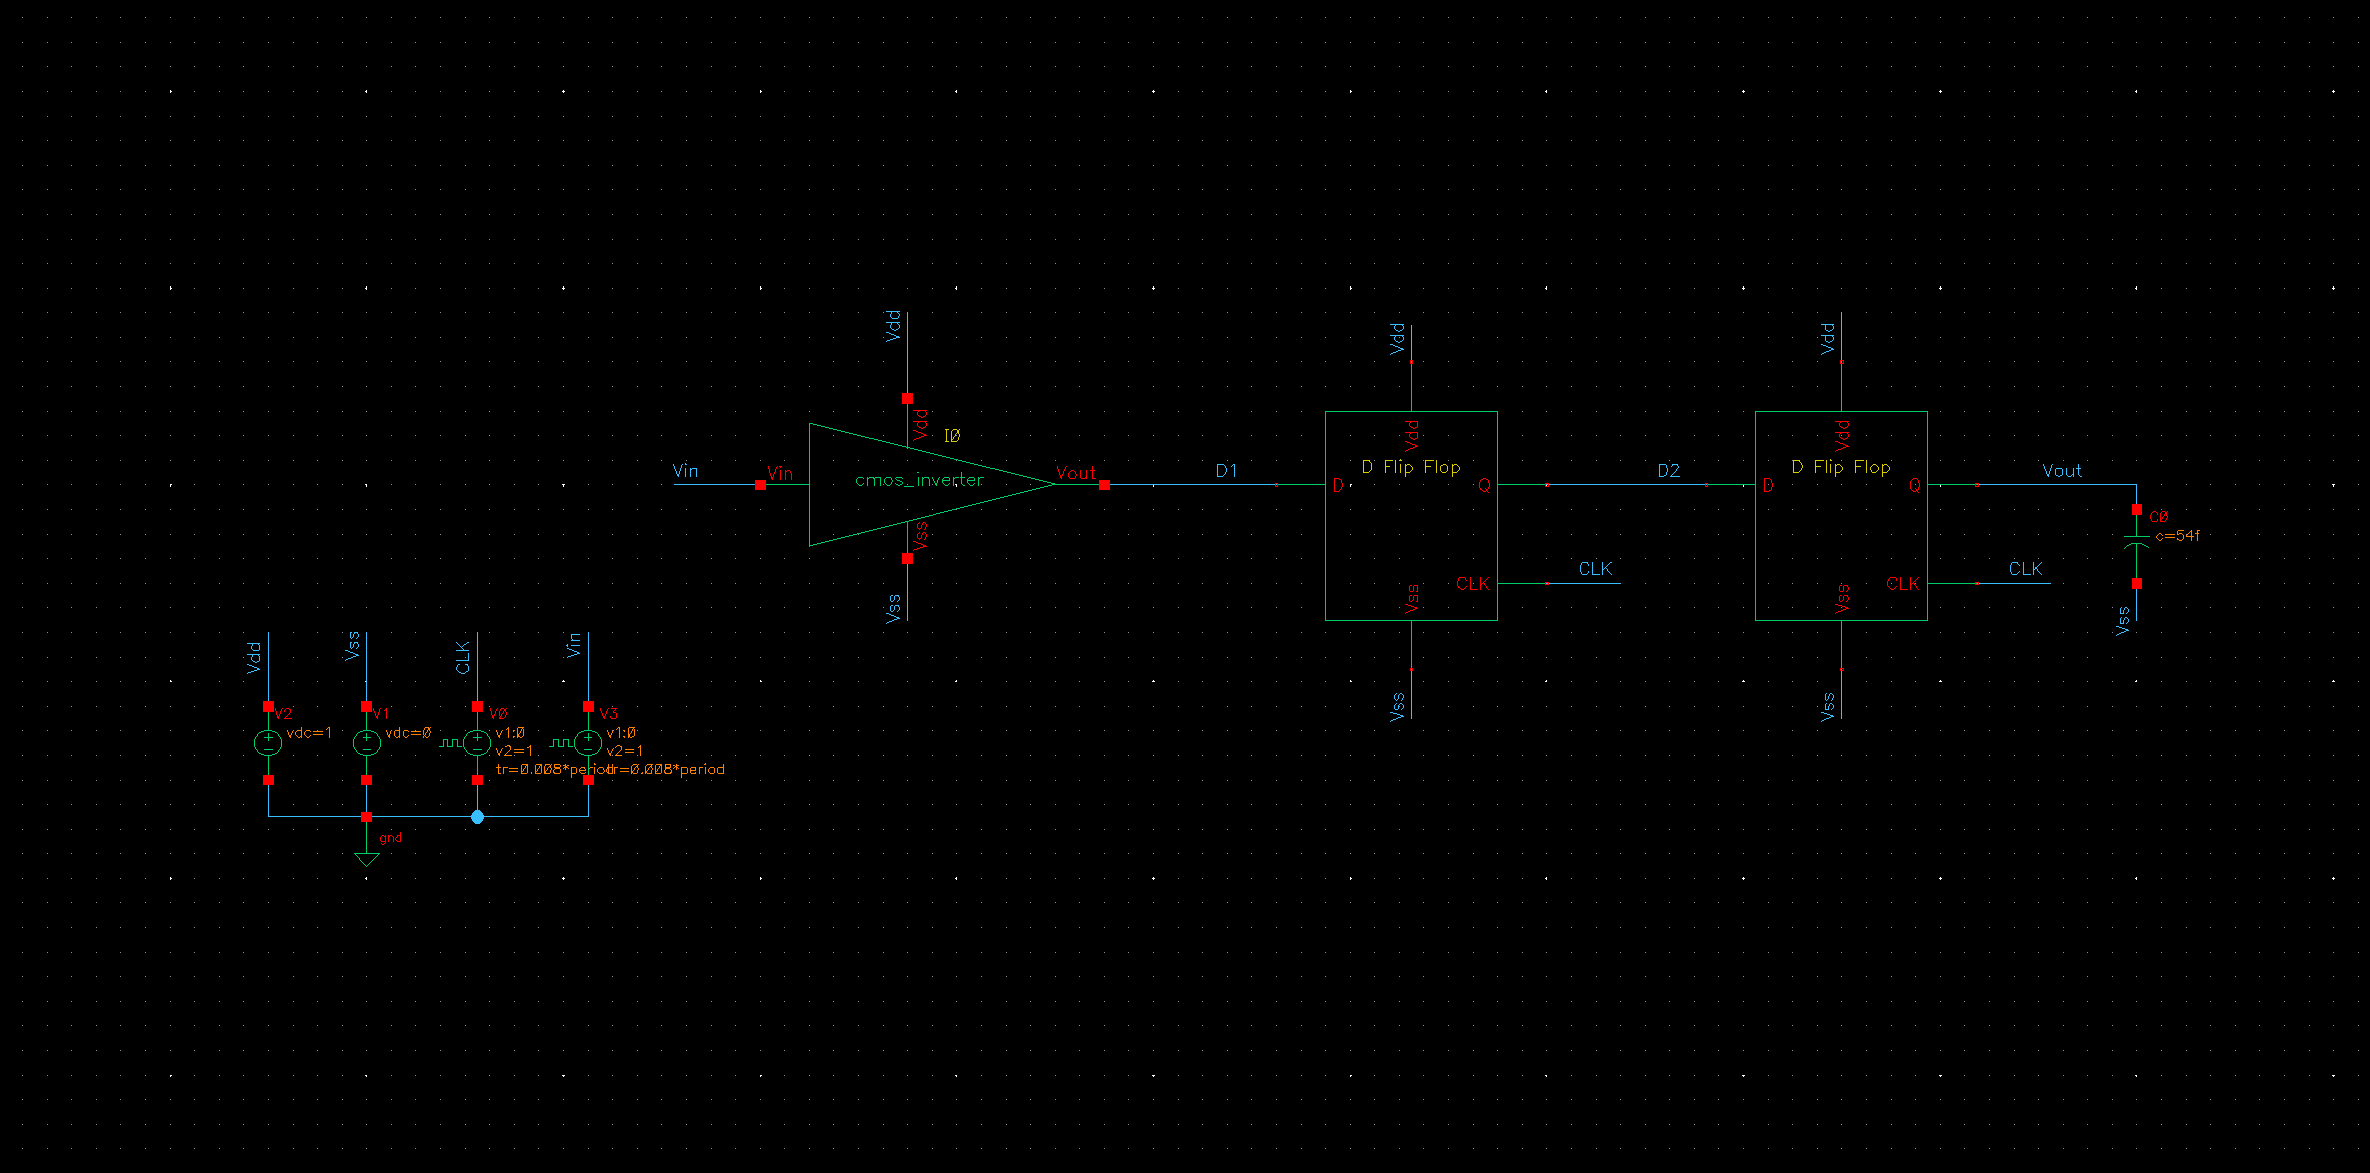 Vdd
Vdd
Vdd
Vdd
I0
Vin
Vin
cmos_inverter
Vout
D1
Vdd
D Flip Flop
D
Q
D2
Vdd
D Flip Flop
D
Q
Vout
C0
c=54f
Vss
Vss
CLK
CLK
Vss
CLK
CLK
Vss
Vss
Vss
Vss
Vdd
Vss
CLK
Vin
V2
vdc=1
V1
vdc=0
V0
v1:0
v2=1
tr=0.008*period
V3
v1:0
v2=1
tr=0.008*period
gnd